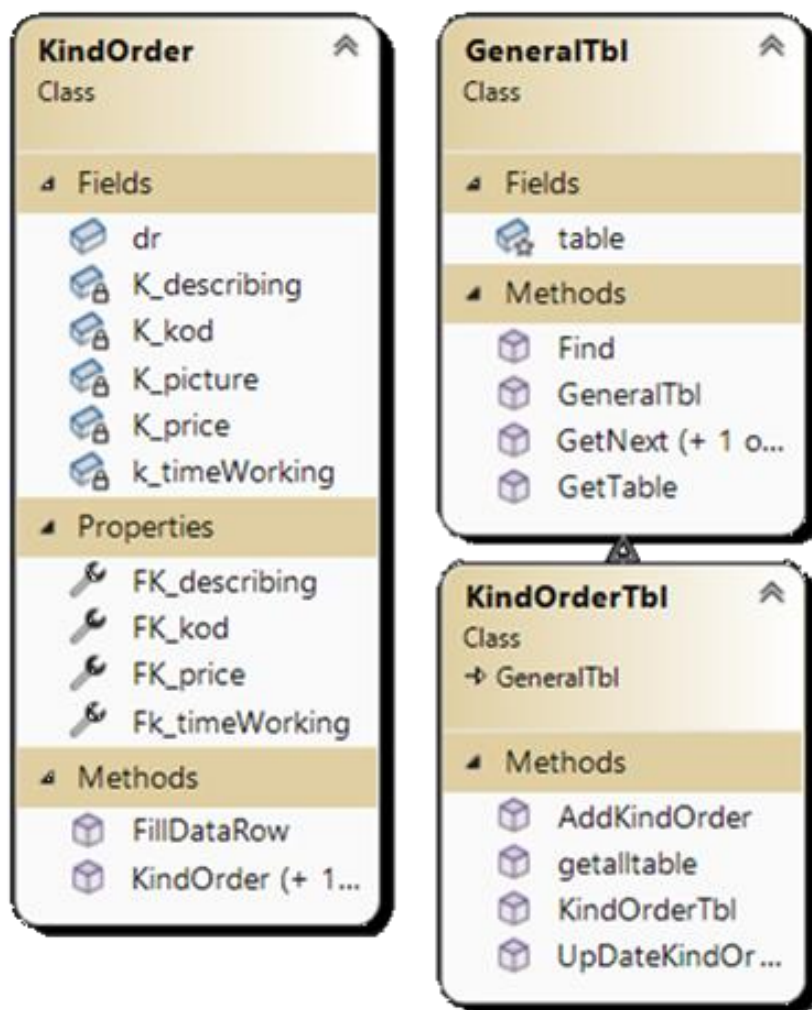 KindOrder
Class
Fields
dr
K_describing
K_kod
K_picture
K_price
k_timeWorking
Properties
FK_describing
FK_kod
FK_price
Fk_timeWorking
Methods
FillDataRow
KindOrder (+ 1...
GeneralTbl
Class
Fields
table
Methods
Find
GeneralTbl
GetNext (+ 1 o...
GetTable
KindOrderTbl
Class
GeneralTbl
Methods
AddKindOrder
getalltable
KindOrderTbl
UpDateKindOr...